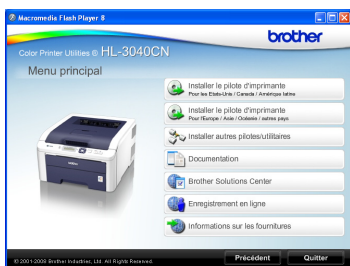 Macromedia Flash Player 8
brother
Color Printer Utilities ® HL-3040CN
Menu principal
Installer le pilote d'imprimante
Pour les Etats-Unis / Canada / Amérique latine
Installer le pilote d'imprimante
Pour l'Europe / Asie / Océanie / autres pays
Installer autres pilotes/utilitaires
Documentation
Brother Solutions Center
Enregistrement en ligne
Informations sur les fournitures
© 2001-2009 Brother Industries, Ltd. All Rights Reserved.
Précédent
Quitter